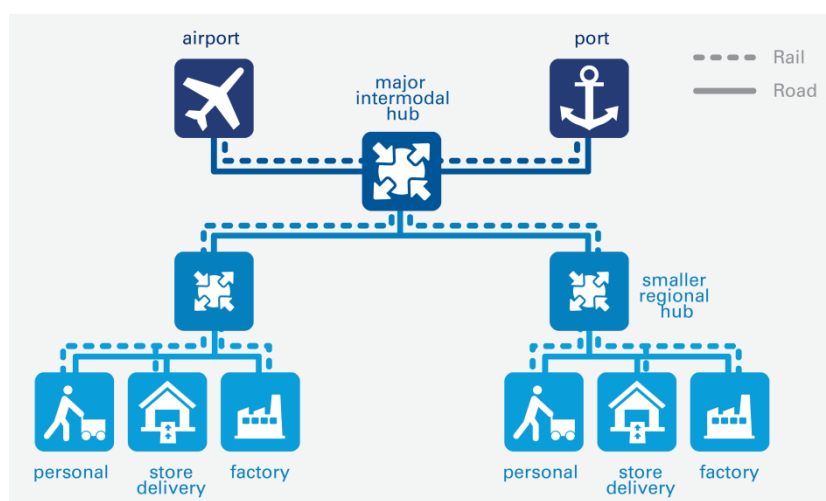 airport
port
Rail
Road
major
intermodal
hub
smaller
regional
hub
personal
store
delivery
factory
personal
store
delivery
factory